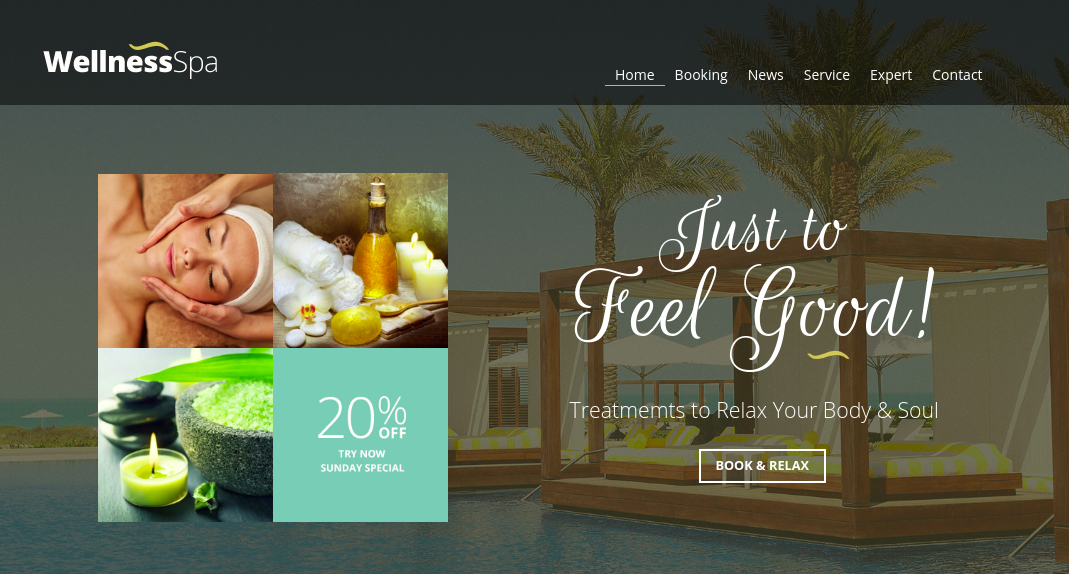 WellnessSpa
Home Booking News Service Expert Contact
Just to
Feel Good!
20%
OFF
TRY NOW
SUNDAY SPECIAL
Treatmemts to Relax Your Body & Soul
BOOK & RELAX